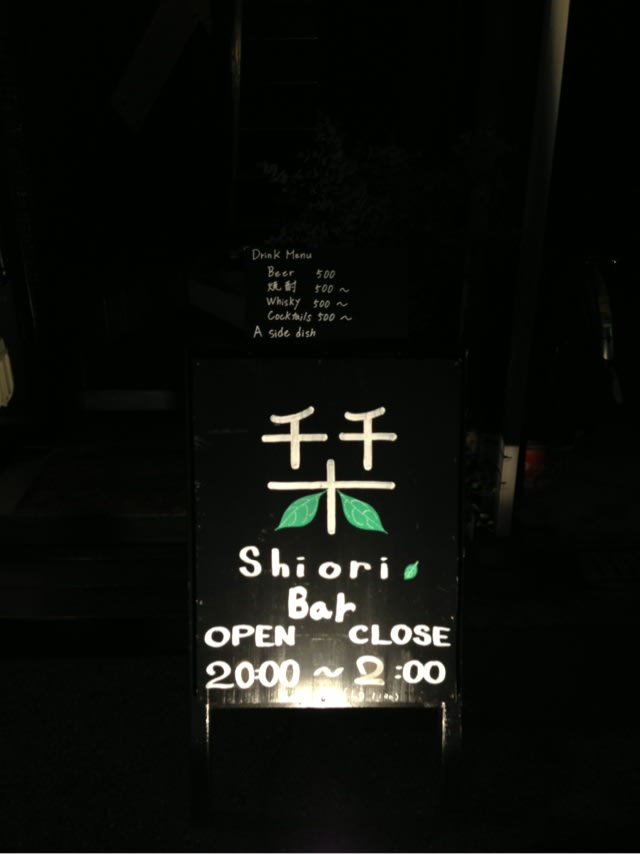 Drink Manu
Beer 500
焼酎 500 ～
Whisky 500 ～
Cocktails 500 ～
A side dish
栞
Shiori
Bar
OPEN CLOSE
20:00 ～ 2:00